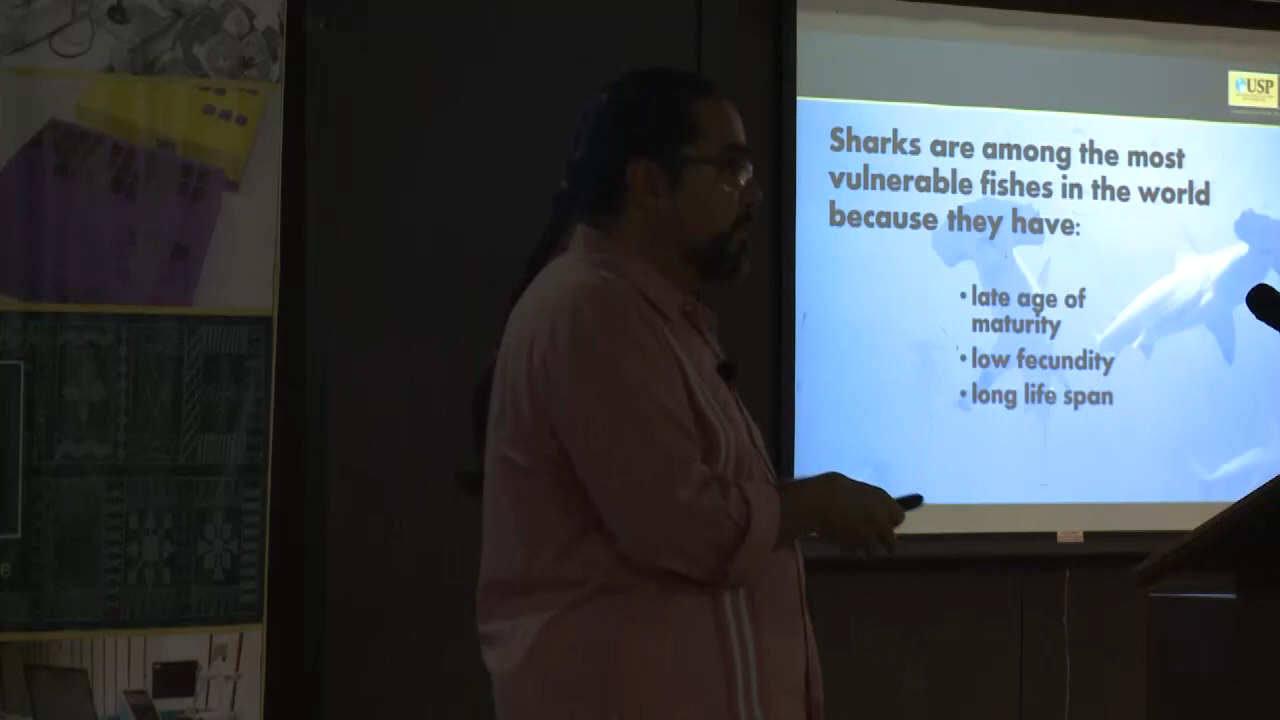 USP
Sharks are among the most
vulnerable fishes in the world
because they have:
• late age of
maturity
• low fecundity
• long life span